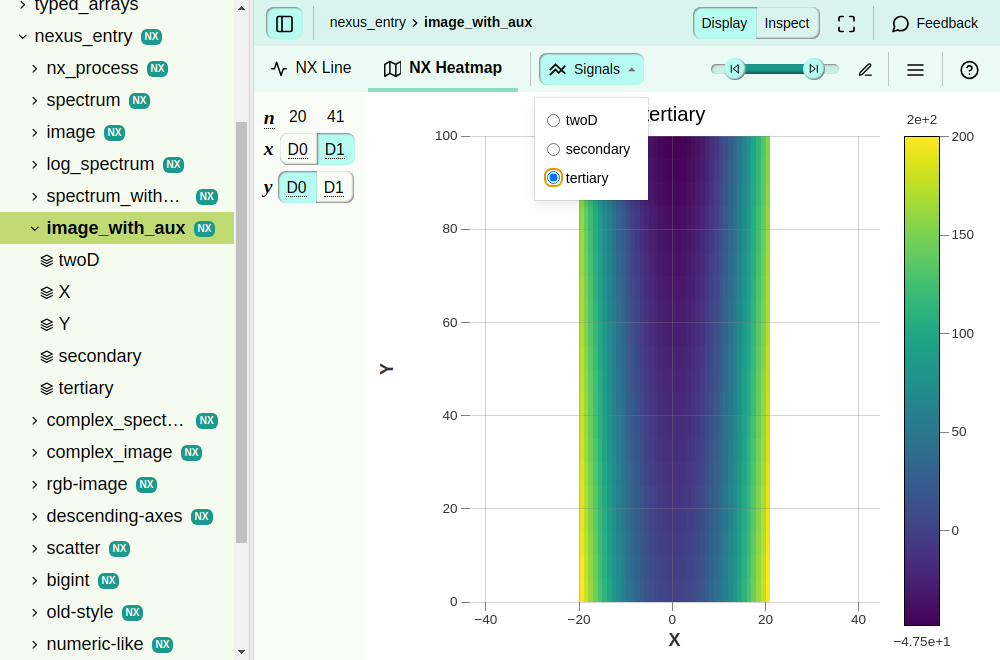 typed_arrays
nexus_entry NX
nx_process NX
spectrum NX
image NX
log_spectrum NX
spectrum_with… NX
image_with_aux NX
twoD
X
Y
secondary
tertiary
complex_spect… NX
complex_image NX
rgb-image NX
descending-axes NX
scatter NX
bigint NX
old-style NX
numeric-like NX
nexus_entry › image_with_aux
Display Inspect
Feedback
NX Line
NX Heatmap
Signals
n 20 41
x D0 D1
y D0 D1
twoD
secondary
tertiary
tertiary
100
80
60
40
20
0
Y
−40 −20 0 20 40
X
2e+2
200
150
100
50
0
−4.75e+1